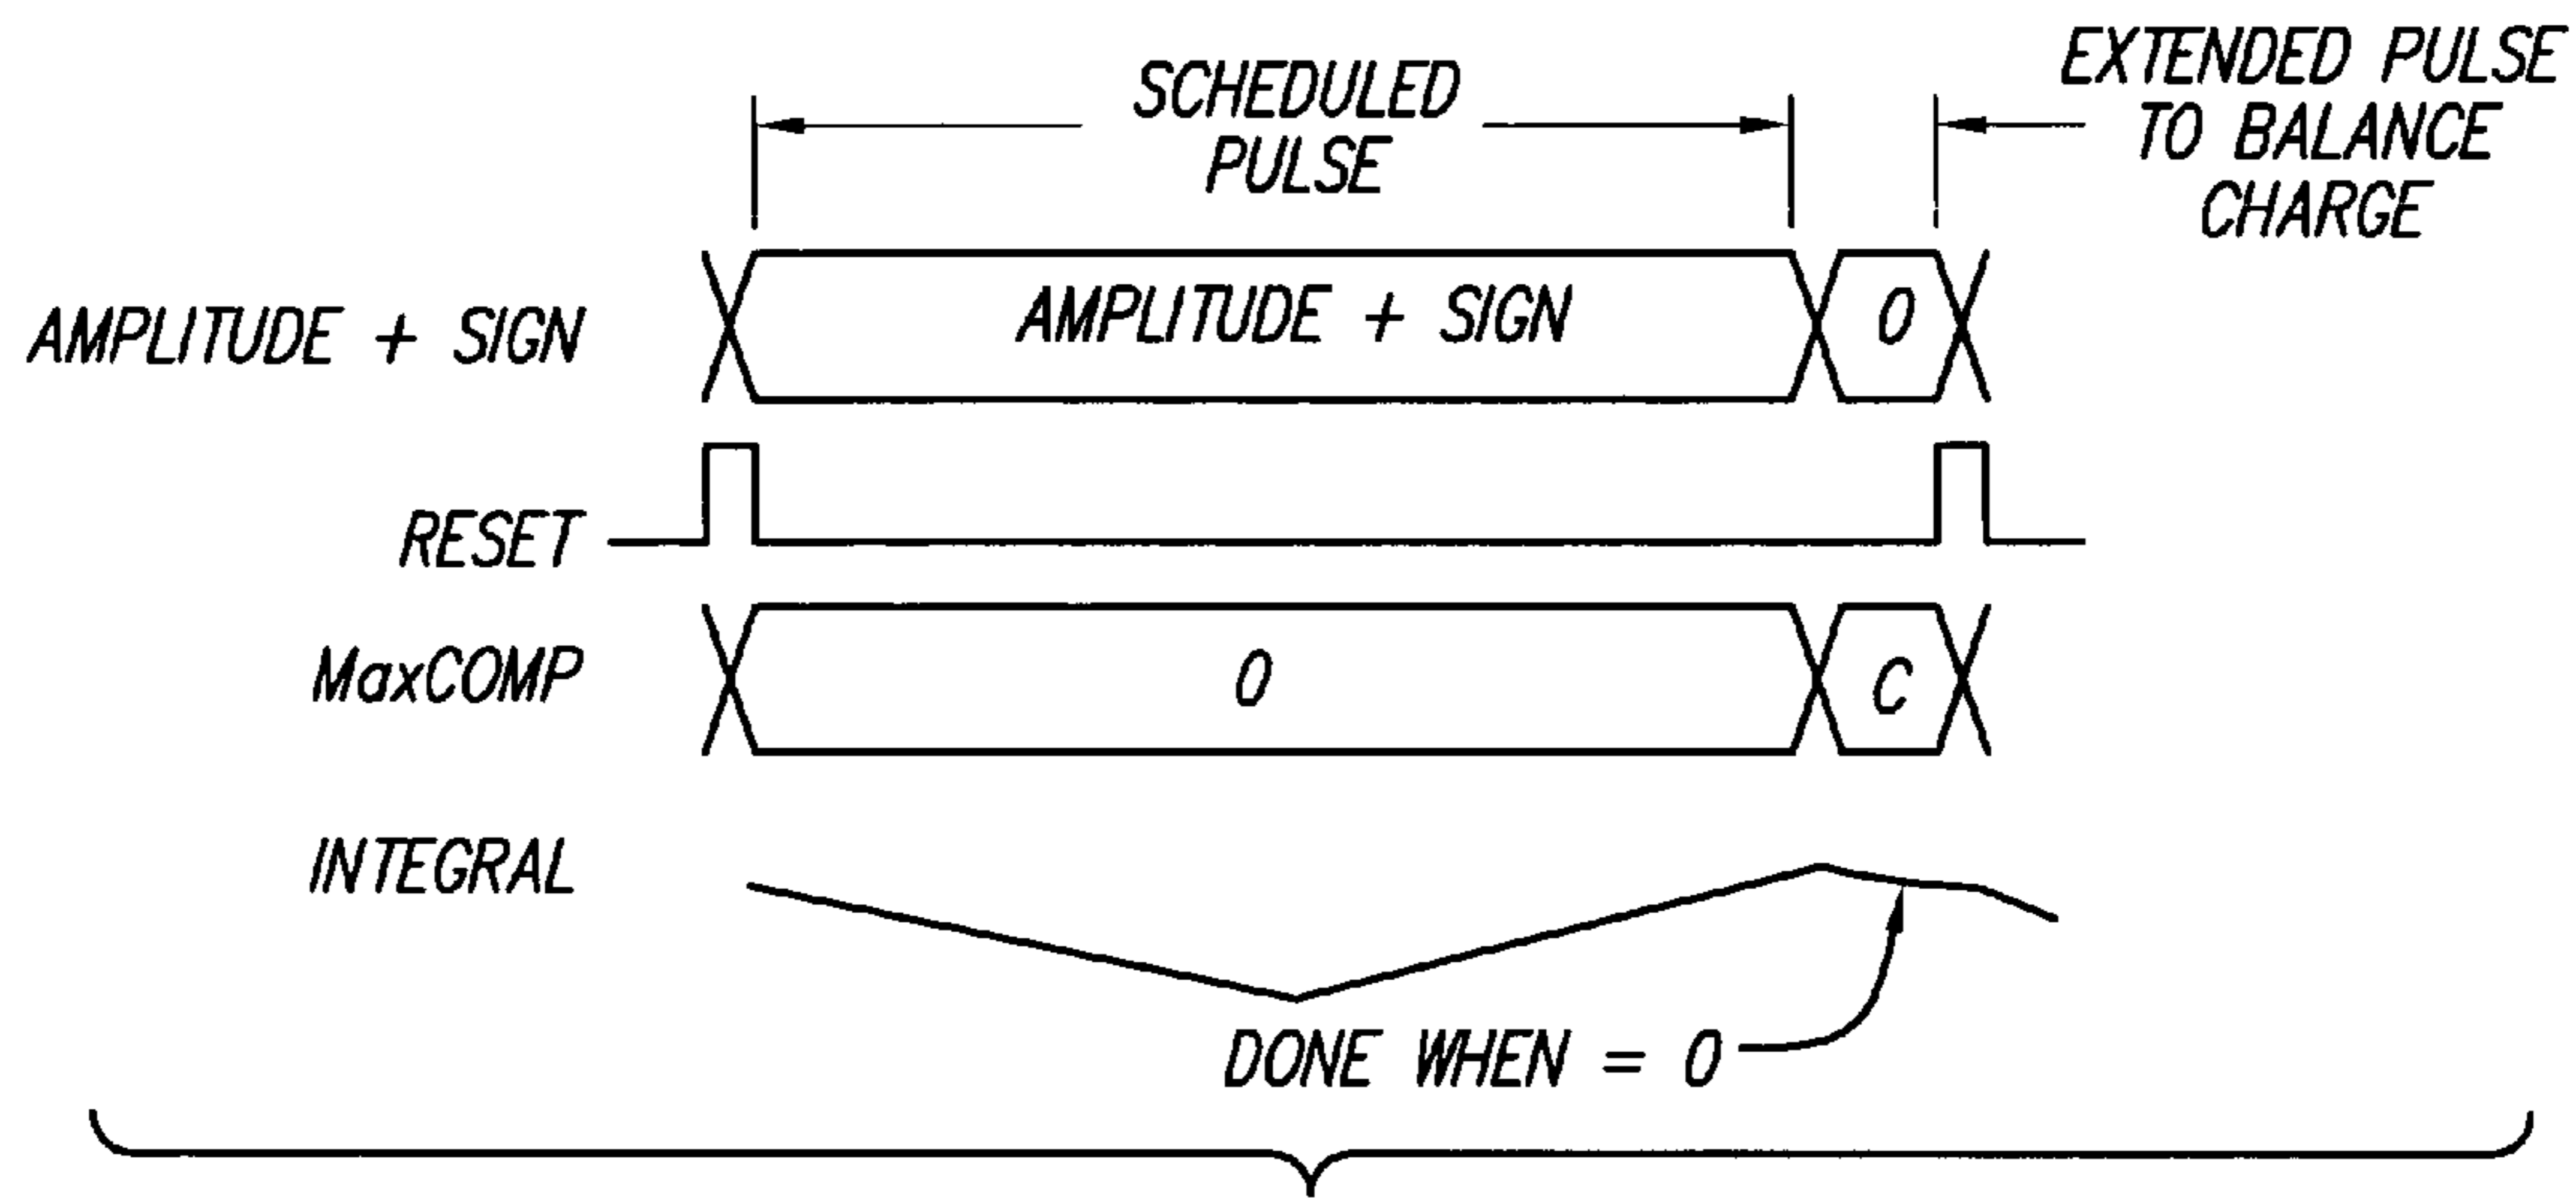 SCHEDULED
PULSE
EXTENDED PULSE
TO BALANCE
CHARGE
AMPLITUDE + SIGN
AMPLITUDE + SIGN
0
RESET
MaxCOMP
0
C
INTEGRAL
DONE WHEN = 0